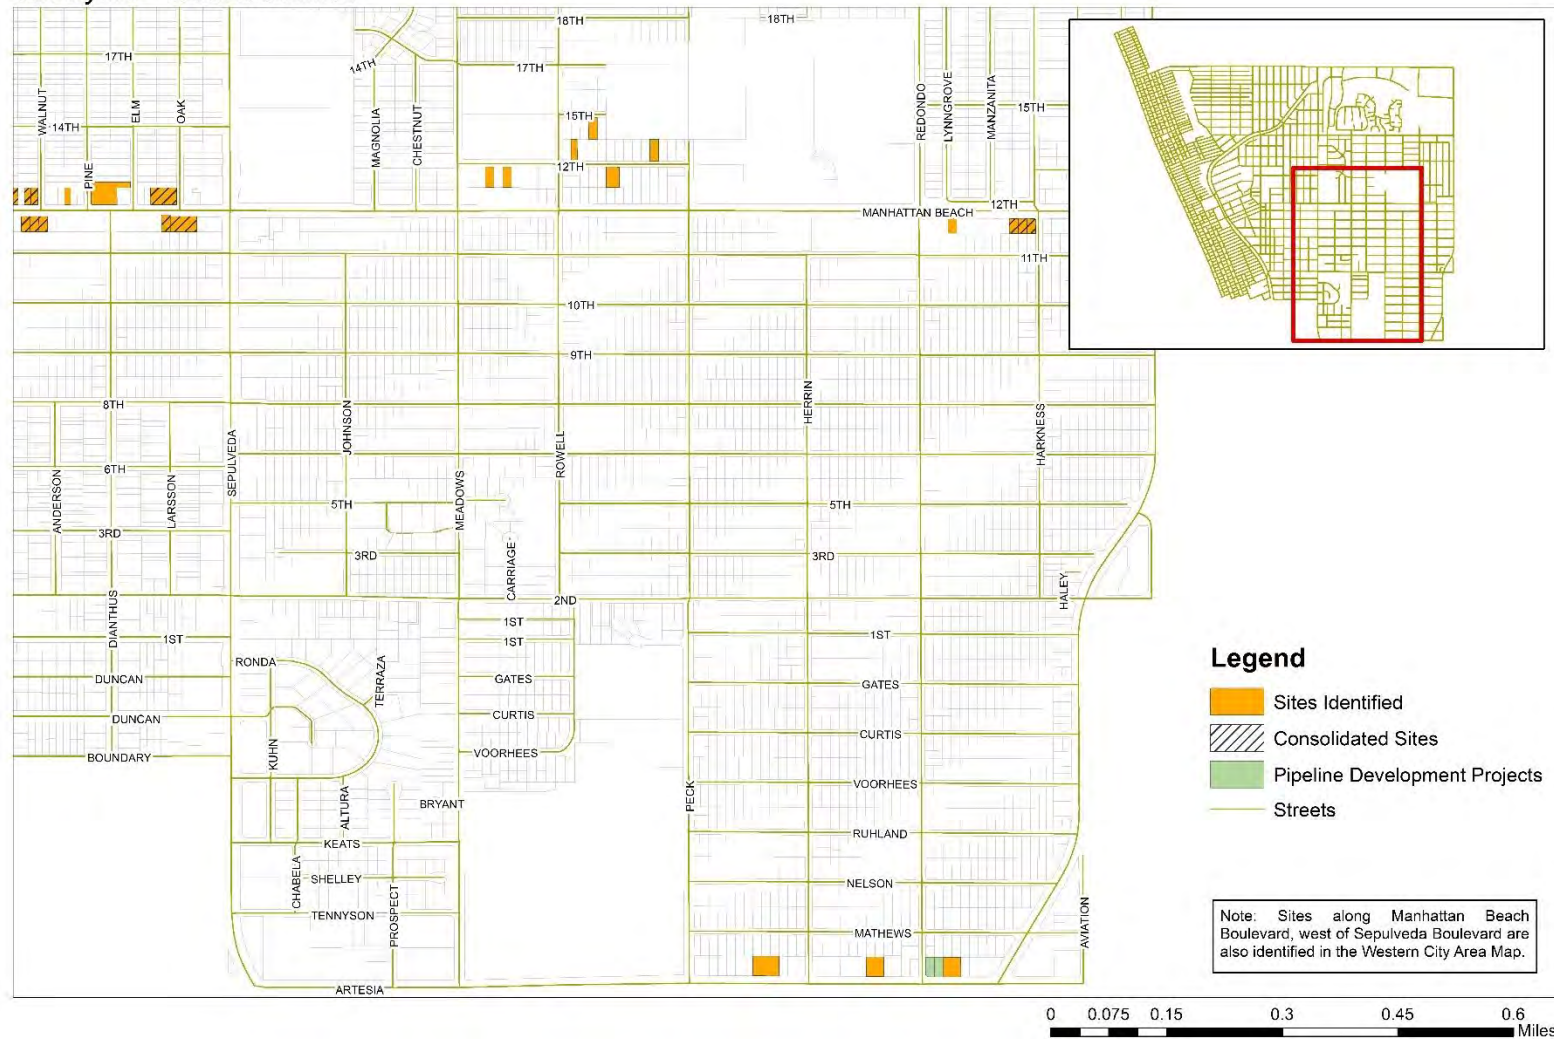 18TH
18TH
17TH
14TH
17TH
WALNUT
ELM
OAK
MAGNOLIA
CHESTNUT
REDONDO
LYNNGROVE
MANZANITA
15TH
15TH
14TH
PINE
12TH
12TH
MANHATTAN BEACH
11TH
10TH
9TH
8TH
HERRIN
JOHNSON
HARKNESS
SEPULVEDA
ROWELL
6TH
ANDERSON
LARSSON
MEADOWS
5TH
5TH
3RD
3RD
3RD
CARRIAGE
HALEY
2ND
DIANTHUS
1ST
1ST
1ST
1ST
RONDA
TERRAZA
DUNCAN
GATES
GATES
DUNCAN
CURTIS
CURTIS
BOUNDARY
KUHN
VOORHEES
VOORHEES
ALTURA
BRYANT
PECK
KEATS
RUHLAND
CHABELA
SHELLEY
NELSON
TENNYSON
PROSPECT
MATHEWS
AVIATION
ARTESIA
Legend
Sites Identified
Consolidated Sites
Pipeline Development Projects
Streets
Note: Sites along Manhattan Beach
Boulevard, west of Sepulveda Boulevard are
also identified in the Western City Area Map.
0 0.075 0.15 0.3 0.45 0.6
Miles